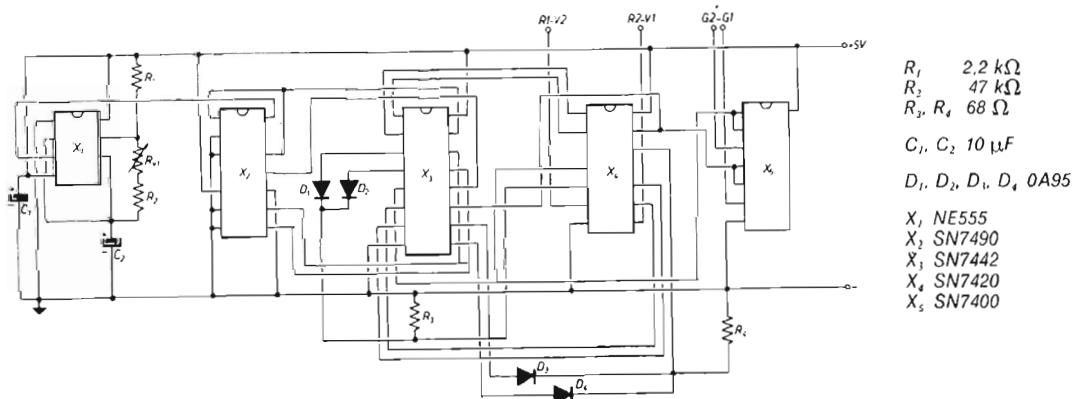 R1-V2
R2-V1
G2-G1
+5V
R₁
X₁
R₂
C₁
C₂
X₂
D₁
D₂
X₃
R₃
D₃
D₄
X₄
X₅
R₄
-
R₁ 2,2 kΩ
R₂ 47 kΩ
R₃, R₄ 68 Ω
C₁, C₂ 10 µF
D₁, D₂, D₃, D₄ 0A95
X₁ NE555
X₂ SN7490
X₃ SN7442
X₄ SN7420
X₅ SN7400